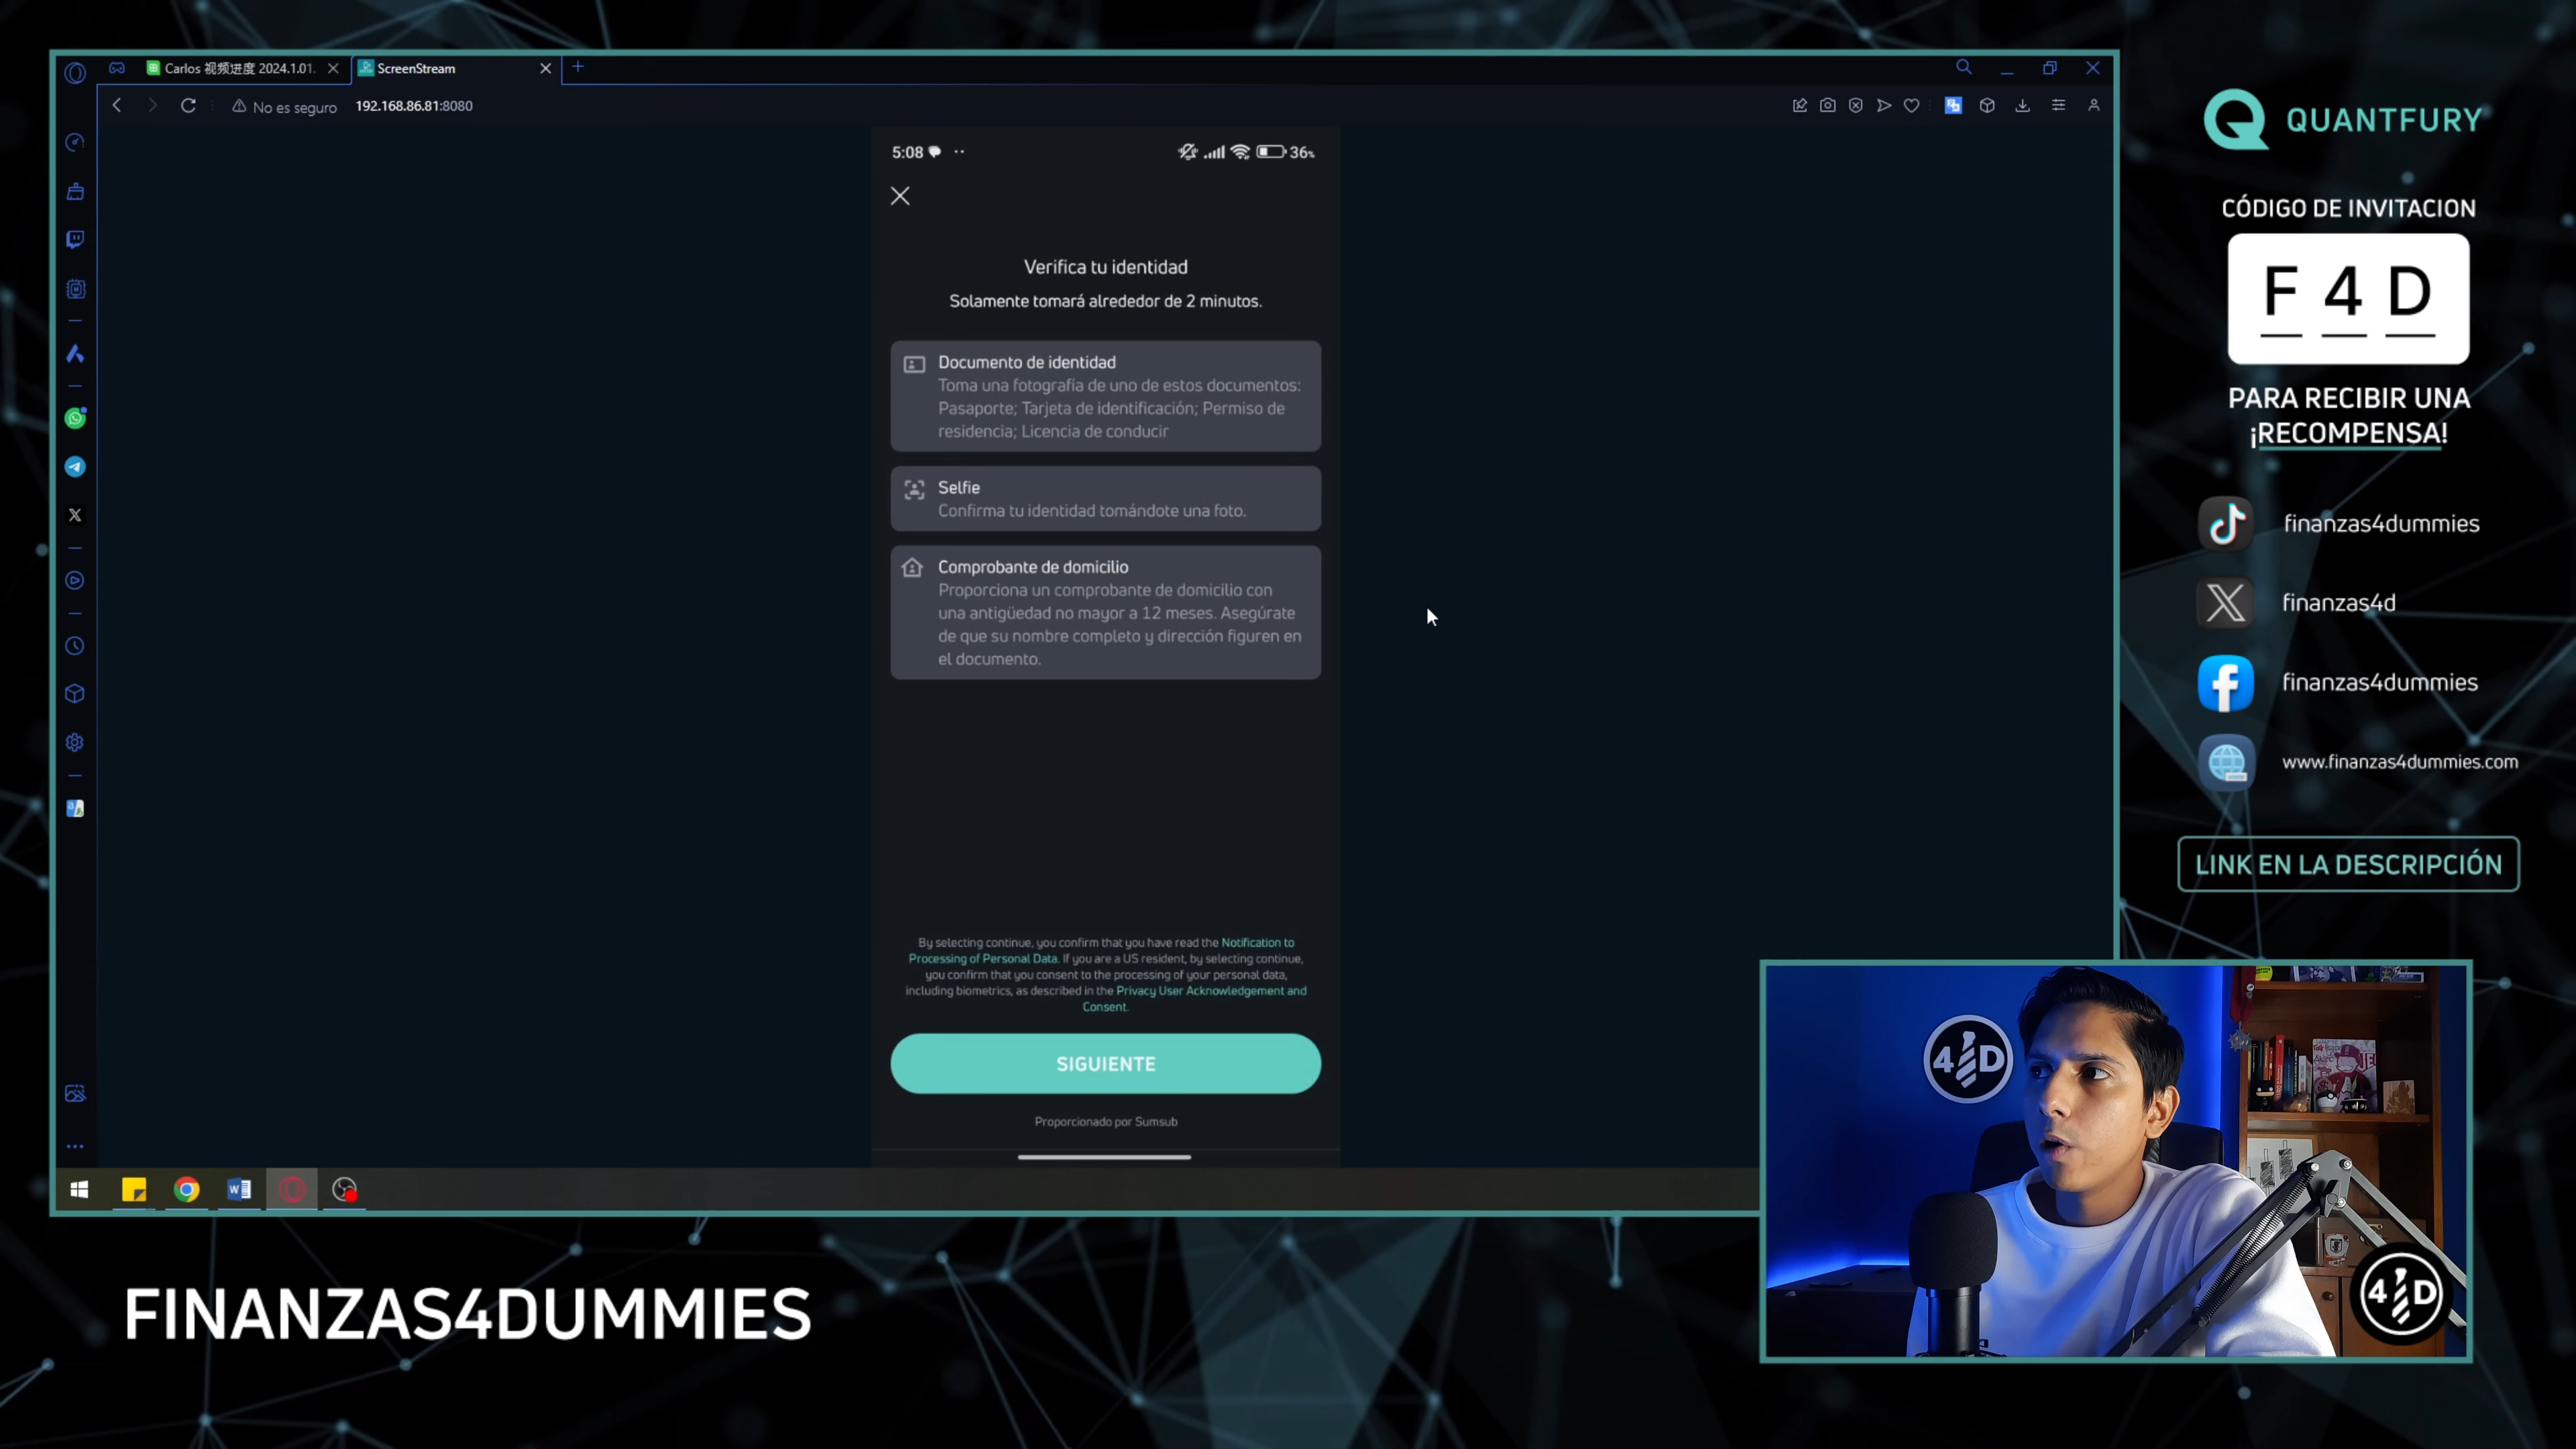 Carlos 视频进度 2024.1.01.
ScreenStream
No es seguro
192.168.86.81:8080
5:08
36%
Verifica tu identidad
Solamente tomará alrededor de 2 minutos.
Documento de identidad
Toma una fotografía de uno de estos documentos:
Pasaporte; Tarjeta de identificación; Permiso de
residencia; Licencia de conducir
Selfie
Confirma tu identidad tomándote una foto.
Comprobante de domicilio
Proporciona un comprobante de domicilio con
una antigüedad no mayor a 12 meses. Asegúrate
de que su nombre completo y dirección figuren en
el documento.
By selecting continue, you confirm that you have read the Notification to
Processing of Personal Data. If you are a US resident, by selecting continue,
you confirm that you consent to the processing of your personal data,
including biometrics, as described in the Privacy User Acknowledgement and
Consent.
SIGUIENTE
Proporcionado por Sumsub
QUANTFURY
CÓDIGO DE INVITACION
F 4 D
PARA RECIBIR UNA
¡RECOMPENSA!
finanzas4dummies
finanzas4d
finanzas4dummies
www.finanzas4dummies.com
LINK EN LA DESCRIPCIÓN
4 D
4 D
FINANZAS4DUMMIES